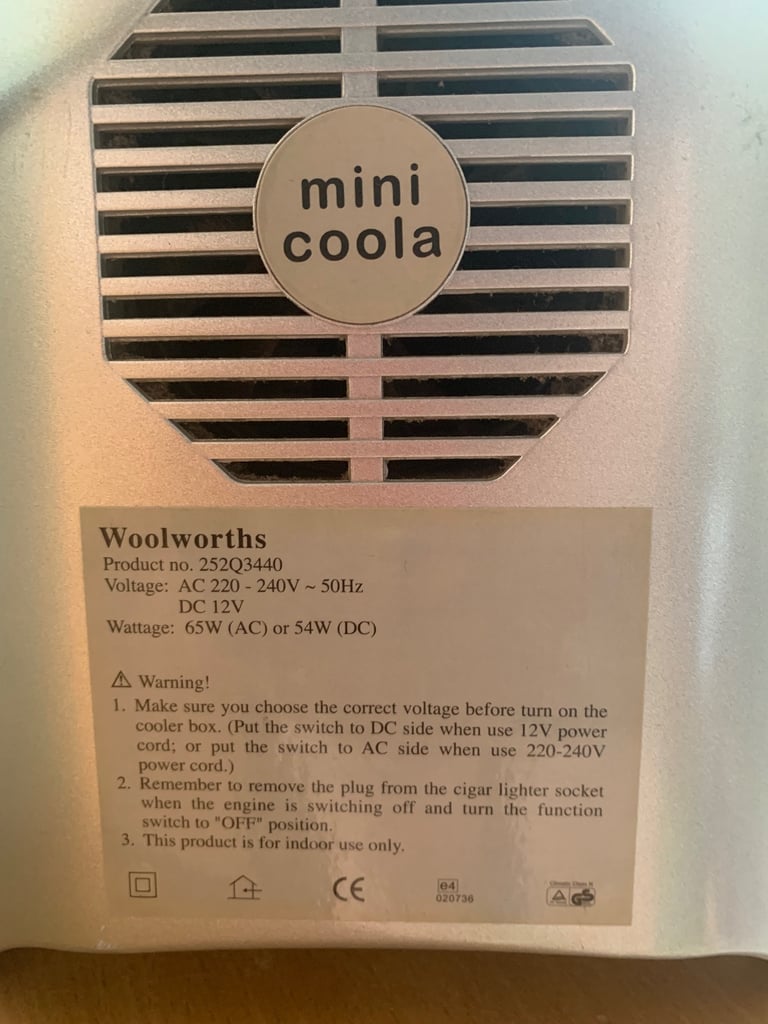 mini
coola
Woolworths
Product no. 252Q3440
Voltage: AC 220 - 240V ~ 50Hz
DC 12V
Wattage: 65W (AC) or 54W (DC)
⚠ Warning!
1. Make sure you choose the correct voltage before turn on the
cooler box. (Put the switch to DC side when use 12V power
cord; or put the switch to AC side when use 220-240V
power cord.)
2. Remember to remove the plug from the cigar lighter socket
when the engine is switching off and turn the function
switch to "OFF" position.
3. This product is for indoor use only.
CE
e4
020736
Climatic Class N
GS